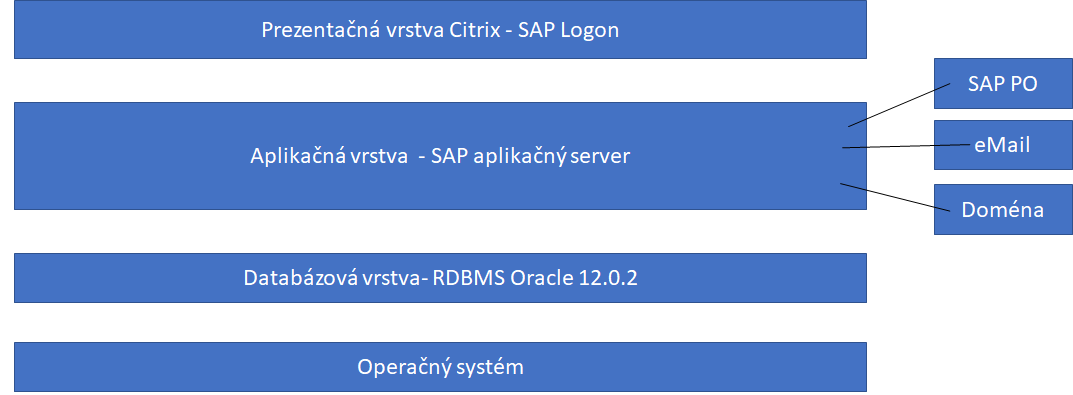 Prezentačná vrstva Citrix - SAP Logon
SAP PO
eMail
Aplikačná vrstva - SAP aplikačný server
Doména
Databázová vrstva- RDBMS Oracle 12.0.2
Operačný systém